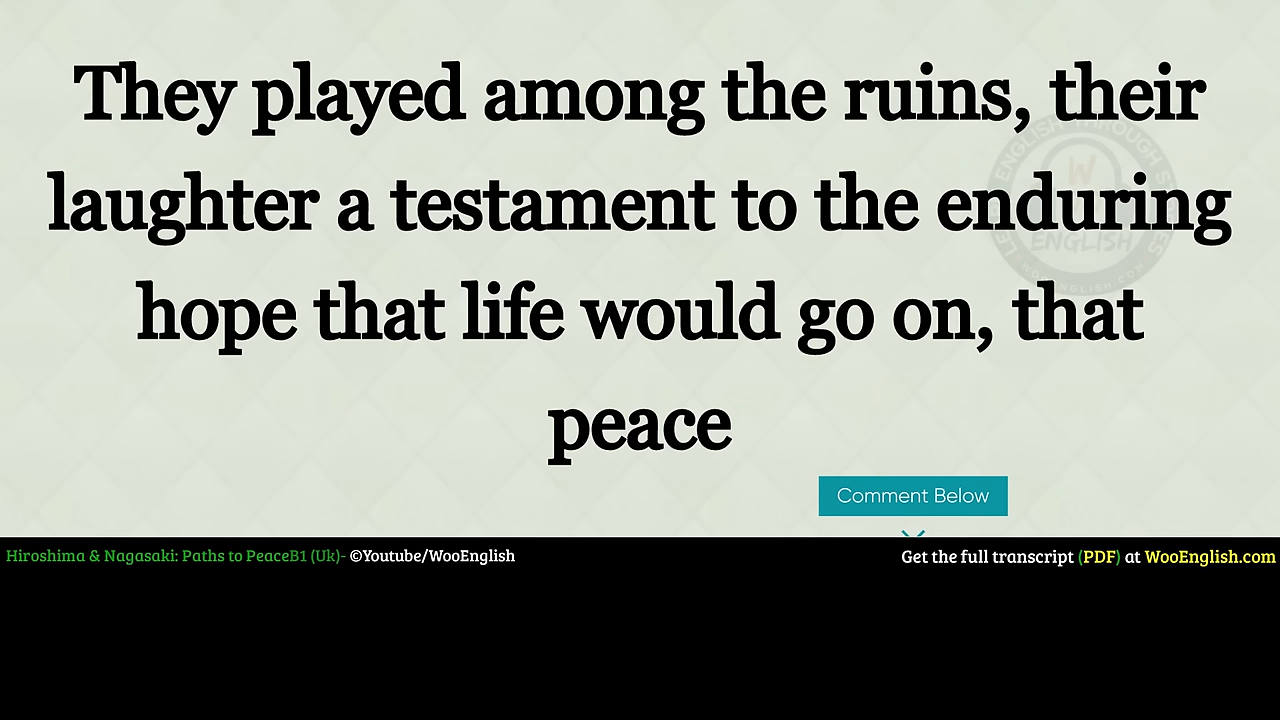 They played among the ruins, their
laughter a testament to the enduring
hope that life would go on, that
peace
Comment Below
Hiroshima & Nagasaki: Paths to PeaceB1 (Uk)- ©Youtube/WooEnglish
Get the full transcript (PDF) at WooEnglish.com